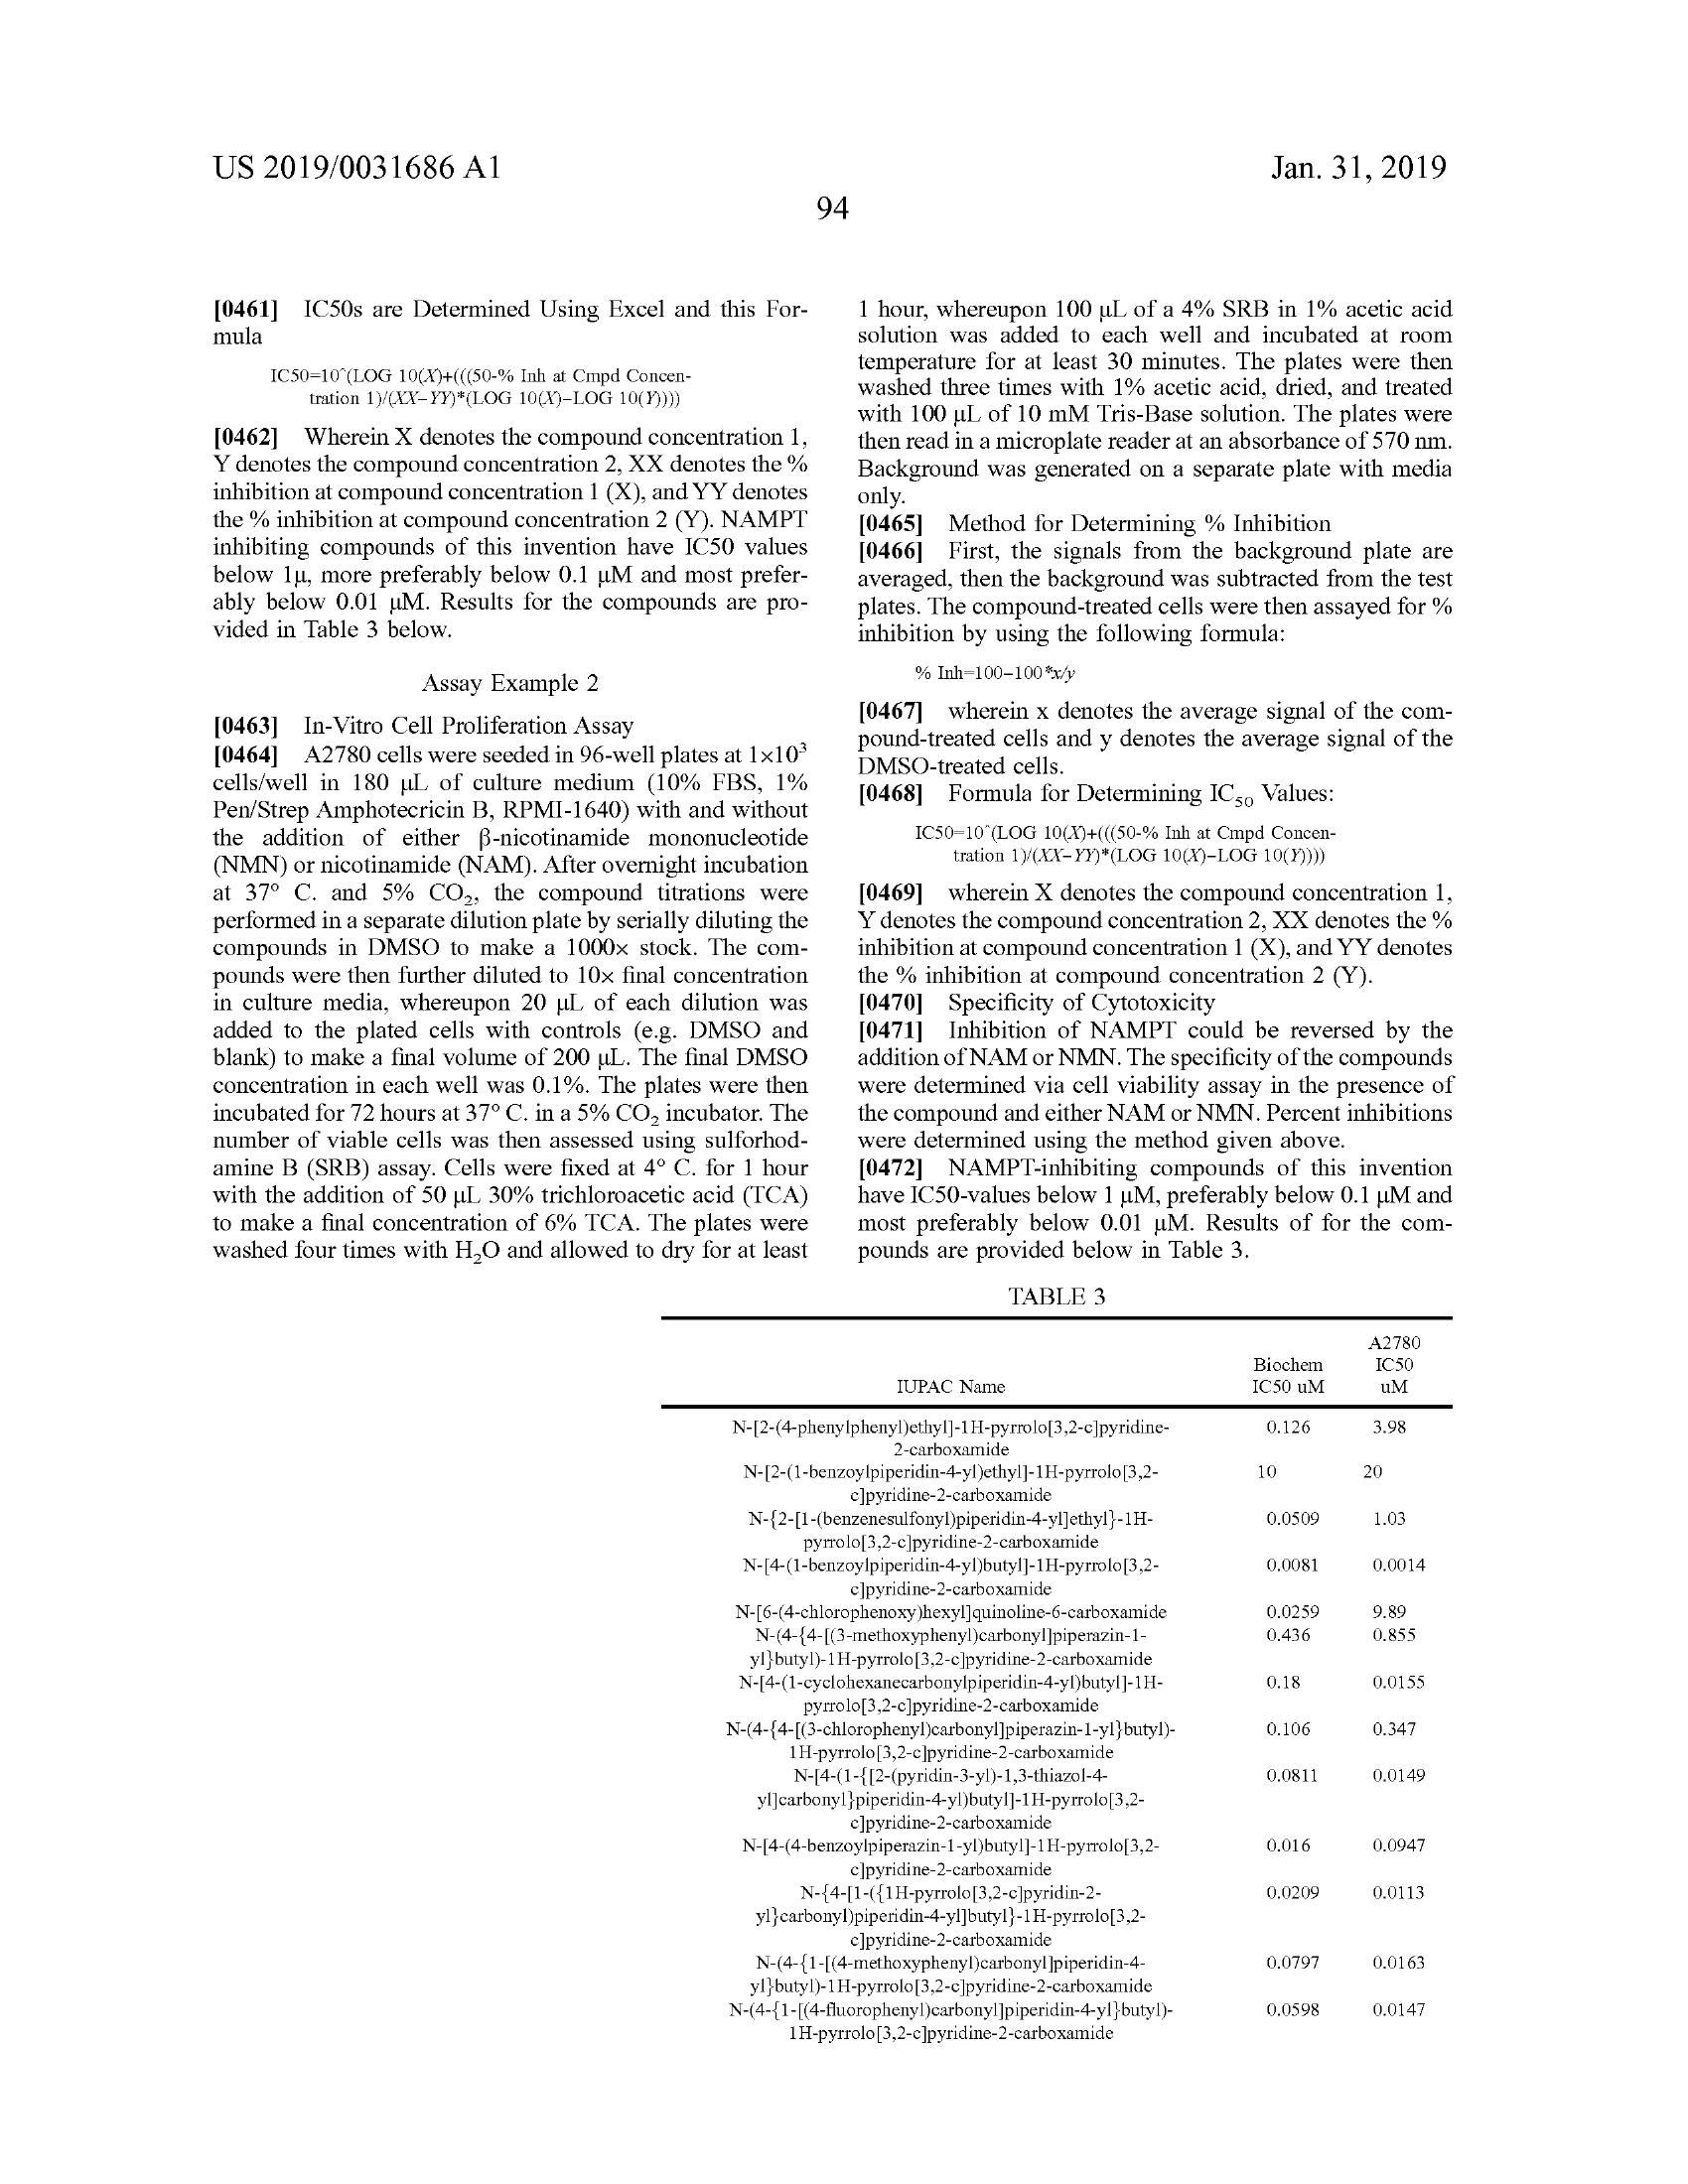 US 2019/0031686 A1
Jan. 31, 2019
94
[0461] IC50s are Determined Using Excel and this For-
mula
IC50=10ˆ(LOG 10(X)+(((50-% Inh at Cmpd Concen-
tration 1)/(XX–YY)*(LOG 10(X)–LOG 10(Y))))
[0462] Wherein X denotes the compound concentration 1,
Y denotes the compound concentration 2, XX denotes the %
inhibition at compound concentration 1 (X), and YY denotes
the % inhibition at compound concentration 2 (Y). NAMPT
inhibiting compounds of this invention have IC50 values
below 1μ, more preferably below 0.1 μM and most prefer-
ably below 0.01 μM. Results for the compounds are pro-
vided in Table 3 below.
Assay Example 2
[0463] In-Vitro Cell Proliferation Assay
[0464] A2780 cells were seeded in 96-well plates at 1x10³
cells/well in 180 μL of culture medium (10% FBS, 1%
Pen/Strep Amphotecricin B, RPMI-1640) with and without
the addition of either β-nicotinamide mononucleotide
(NMN) or nicotinamide (NAM). After overnight incubation
at 37° C. and 5% CO₂, the compound titrations were
performed in a separate dilution plate by serially diluting the
compounds in DMSO to make a 1000x stock. The com-
pounds were then further diluted to 10x final concentration
in culture media, whereupon 20 μL of each dilution was
added to the plated cells with controls (e.g. DMSO and
blank) to make a final volume of 200 μL. The final DMSO
concentration in each well was 0.1%. The plates were then
incubated for 72 hours at 37° C. in a 5% CO₂ incubator. The
number of viable cells was then assessed using sulforhod-
amine B (SRB) assay. Cells were fixed at 4° C. for 1 hour
with the addition of 50 μL 30% trichloroacetic acid (TCA)
to make a final concentration of 6% TCA. The plates were
washed four times with H₂O and allowed to dry for at least
1 hour, whereupon 100 μL of a 4% SRB in 1% acetic acid
solution was added to each well and incubated at room
temperature for at least 30 minutes. The plates were then
washed three times with 1% acetic acid, dried, and treated
with 100 μL of 10 mM Tris-Base solution. The plates were
then read in a microplate reader at an absorbance of 570 nm.
Background was generated on a separate plate with media
only.
[0465] Method for Determining % Inhibition
[0466] First, the signals from the background plate are
averaged, then the background was subtracted from the test
plates. The compound-treated cells were then assayed for %
inhibition by using the following formula:
% Inh=100–100*x/y
[0467] wherein x denotes the average signal of the com-
pound-treated cells and y denotes the average signal of the
DMSO-treated cells.
[0468] Formula for Determining IC₅₀ Values:
IC50=10ˆ(LOG 10(X)+(((50-% Inh at Cmpd Concen-
tration 1)/(XX–YY)*(LOG 10(X)–LOG 10(Y))))
[0469] wherein X denotes the compound concentration 1,
Y denotes the compound concentration 2, XX denotes the %
inhibition at compound concentration 1 (X), and YY denotes
the % inhibition at compound concentration 2 (Y).
[0470] Specificity of Cytotoxicity
[0471] Inhibition of NAMPT could be reversed by the
addition of NAM or NMN. The specificity of the compounds
were determined via cell viability assay in the presence of
the compound and either NAM or NMN. Percent inhibitions
were determined using the method given above.
[0472] NAMPT-inhibiting compounds of this invention
have IC50-values below 1 μM, preferably below 0.1 μM and
most preferably below 0.01 μM. Results of for the com-
pounds are provided below in Table 3.
TABLE 3
A2780
Biochem IC50
IUPAC Name IC50 uM uM
N-[2-(4-phenylphenyl)ethyl]-1H-pyrrolo[3,2-c]pyridine- 0.126 3.98
2-carboxamide
N-[2-(1-benzoylpiperidin-4-yl)ethyl]-1H-pyrrolo[3,2- 10 20
c]pyridine-2-carboxamide
N-{2-[1-(benzenesulfonyl)piperidin-4-yl]ethyl}-1H- 0.0509 1.03
pyrrolo[3,2-c]pyridine-2-carboxamide
N-[4-(1-benzoylpiperidin-4-yl)butyl]-1H-pyrrolo[3,2- 0.0081 0.0014
c]pyridine-2-carboxamide
N-[6-(4-chlorophenoxy)hexyl]quinoline-6-carboxamide 0.0259 9.89
N-(4-{4-[(3-methoxyphenyl)carbonyl]piperazin-1- 0.436 0.855
yl}butyl)-1H-pyrrolo[3,2-c]pyridine-2-carboxamide
N-[4-(1-cyclohexanecarbonylpiperidin-4-yl)butyl]-1H- 0.18 0.0155
pyrrolo[3,2-c]pyridine-2-carboxamide
N-(4-{4-[(3-chlorophenyl)carbonyl]piperazin-1-yl}butyl)- 0.106 0.347
1H-pyrrolo[3,2-c]pyridine-2-carboxamide
N-[4-(1-{[2-(pyridin-3-yl)-1,3-thiazol-4- 0.0811 0.0149
yl]carbonyl}piperidin-4-yl)butyl]-1H-pyrrolo[3,2-
c]pyridine-2-carboxamide
N-[4-(4-benzoylpiperazin-1-yl)butyl]-1H-pyrrolo[3,2- 0.016 0.0947
c]pyridine-2-carboxamide
N-{4-[1-({1H-pyrrolo[3,2-c]pyridin-2- 0.0209 0.0113
yl}carbonyl)piperidin-4-yl]butyl}-1H-pyrrolo[3,2-
c]pyridine-2-carboxamide
N-(4-{1-[(4-methoxyphenyl)carbonyl]piperidin-4- 0.0797 0.0163
yl}butyl)-1H-pyrrolo[3,2-c]pyridine-2-carboxamide
N-(4-{1-[(4-fluorophenyl)carbonyl]piperidin-4-yl}butyl)- 0.0598 0.0147
1H-pyrrolo[3,2-c]pyridine-2-carboxamide